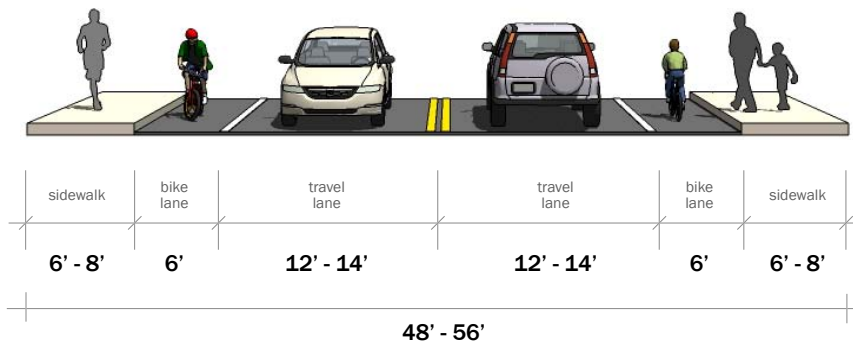 sidewalk
bike
lane
travel
lane
travel
lane
bike
lane
sidewalk
6’ - 8’
6’
12’ - 14’
12’ - 14’
6’
6’ - 8’
48’ - 56’